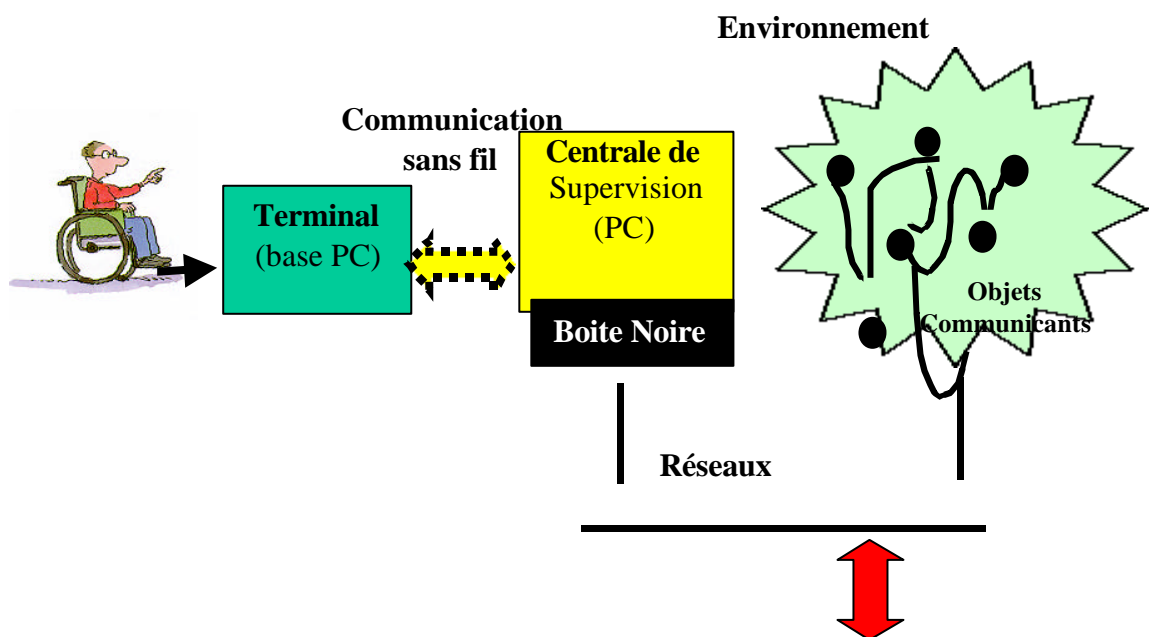 Environnement
Communication
sans fil
Terminal
(base PC)
Centrale de
Supervision
(PC)
Boite Noire
Objets
Communicants
Réseaux